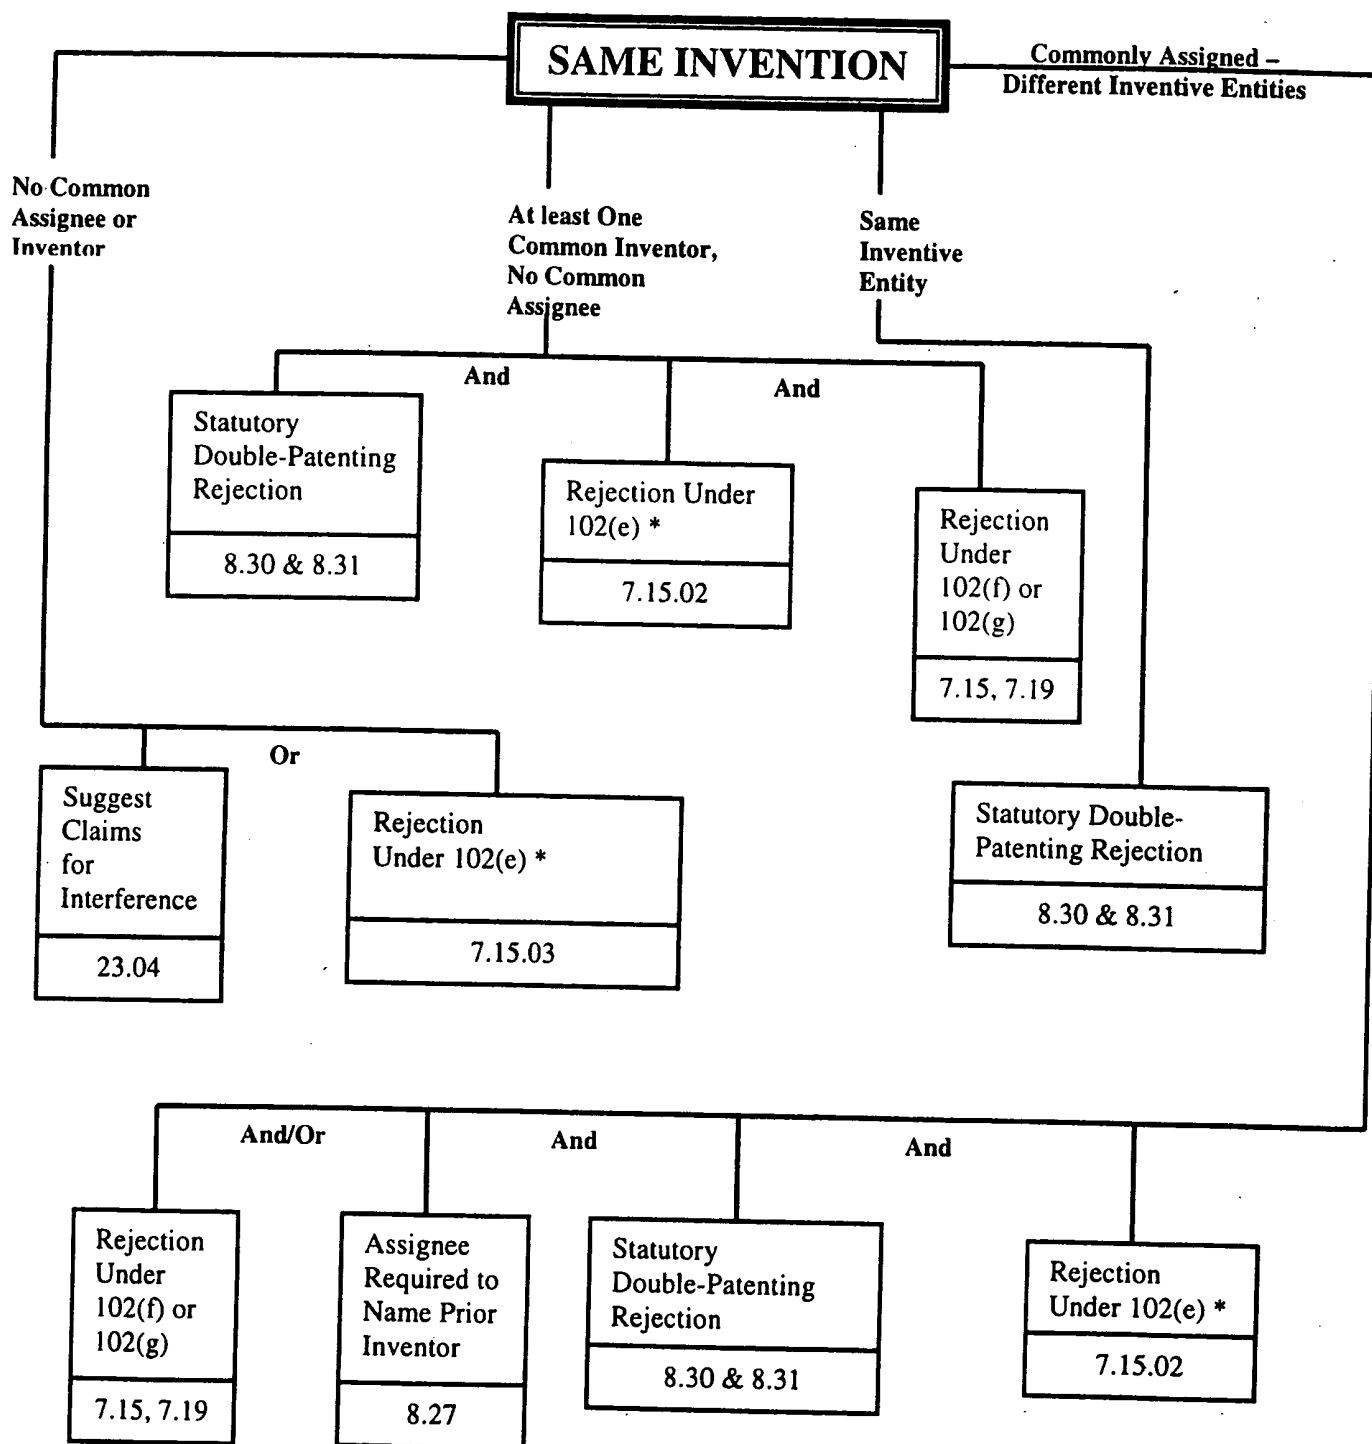 SAME INVENTION
Commonly Assigned –
Different Inventive Entities
No Common
Assignee or
Inventor
At least One
Common Inventor,
No Common
Assignee
Same
Inventive
Entity
And
And
Statutory
Double-Patenting
Rejection
8.30 & 8.31
Rejection Under
102(e) *
7.15.02
Rejection
Under
102(f) or
102(g)
7.15, 7.19
Or
Suggest
Claims
for
Interference
23.04
Rejection
Under 102(e) *
7.15.03
Statutory Double-
Patenting Rejection
8.30 & 8.31
And/Or
And
And
Rejection
Under
102(f) or
102(g)
7.15, 7.19
Assignee
Required to
Name Prior
Inventor
8.27
Statutory
Double-Patenting
Rejection
8.30 & 8.31
Rejection
Under 102(e) *
7.15.02